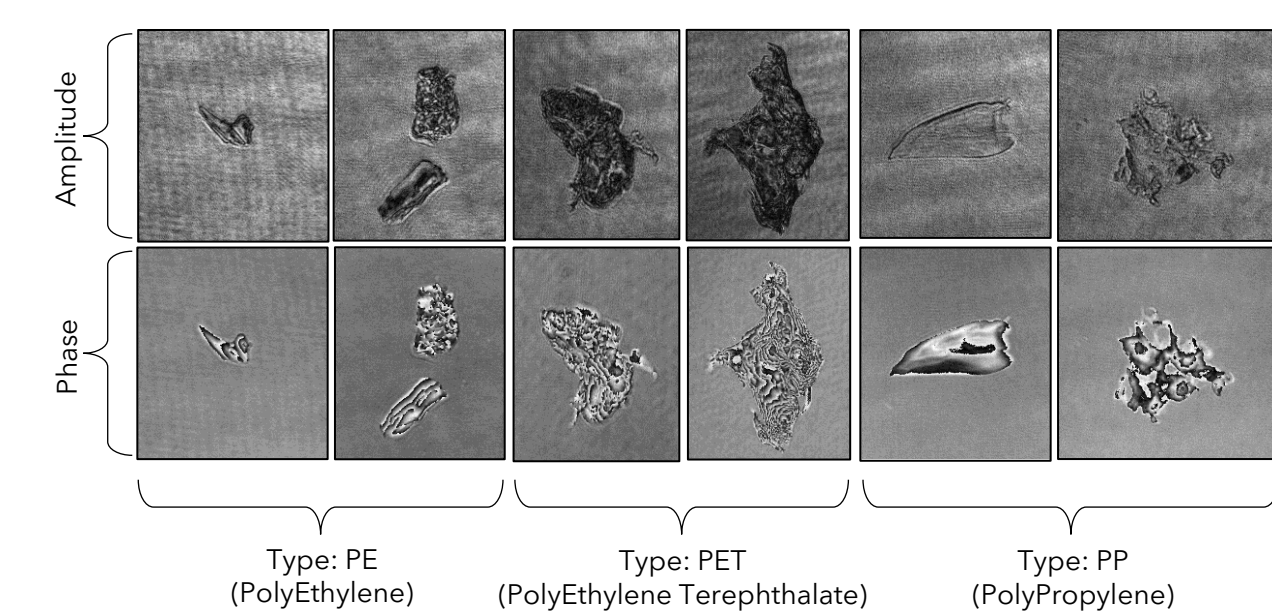 Amplitude
Phase
Type: PE
(PolyEthylene)
Type: PET
(PolyEthylene Terephthalate)
Type: PP
(PolyPropylene)